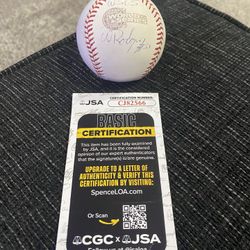 JSA
CERTIFICATION NUMBER
CJ82566
BASIC
CERTIFICATION
This item has been fully examined
by JSA, and it is the considered
opinion of our expert authenticators
that the signature(s) is/are genuine.
UPGRADE TO A LETTER OF
AUTHENTICITY & VERIFY THIS
CERTIFICATION BY VISITING:
SpenceLOA.com
Or Scan
CGC x JSA